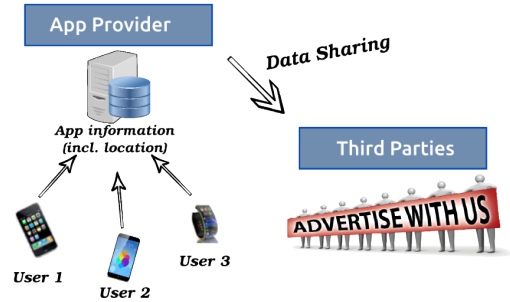 App Provider
Data Sharing
App information
(incl. location)
Third Parties
ADVERTISE WITH US
User 1
User 2
User 3